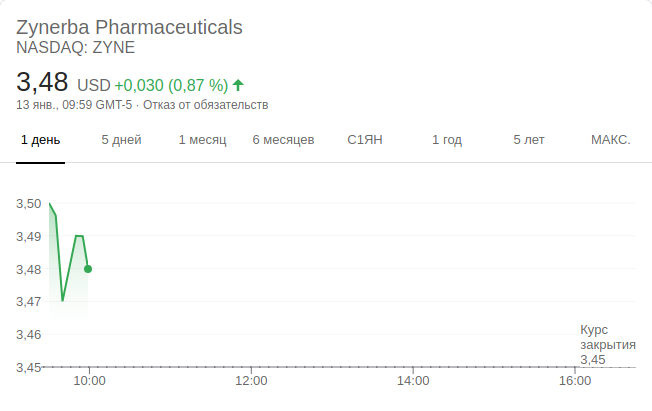 Zynerba Pharmaceuticals
NASDAQ: ZYNE
3,48 USD +0,030 (0,87 %)
13 янв., 09:59 GMT-5 · Отказ от обязательств
1 день 5 дней 1 месяц 6 месяцев С1ЯН 1 год 5 лет МАКС.
3,50
3,49
3,48
3,47
3,46
Курс
закрытия
3,45
3,45
10:00 12:00 14:00 16:00